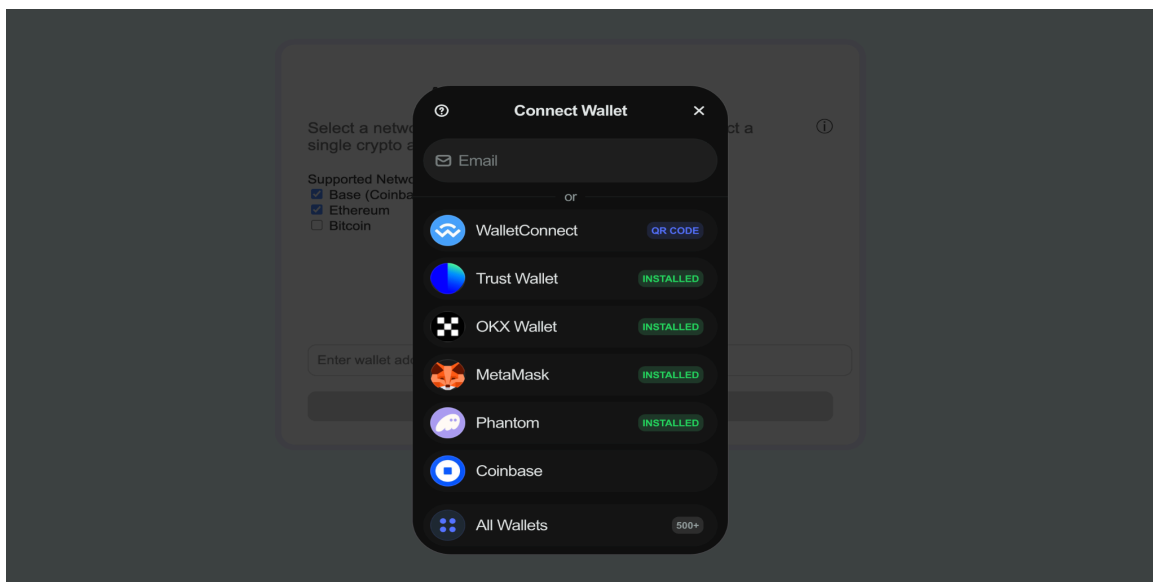 Connect Wallet
Select a netwo
ct a
single crypto a
Email
Supported Netwo
or
Base (Coinba
Ethereum
Bitcoin
WalletConnect QR CODE
Trust Wallet INSTALLED
OKX Wallet INSTALLED
Enter wallet add
MetaMask INSTALLED
Phantom INSTALLED
Coinbase
All Wallets 500+